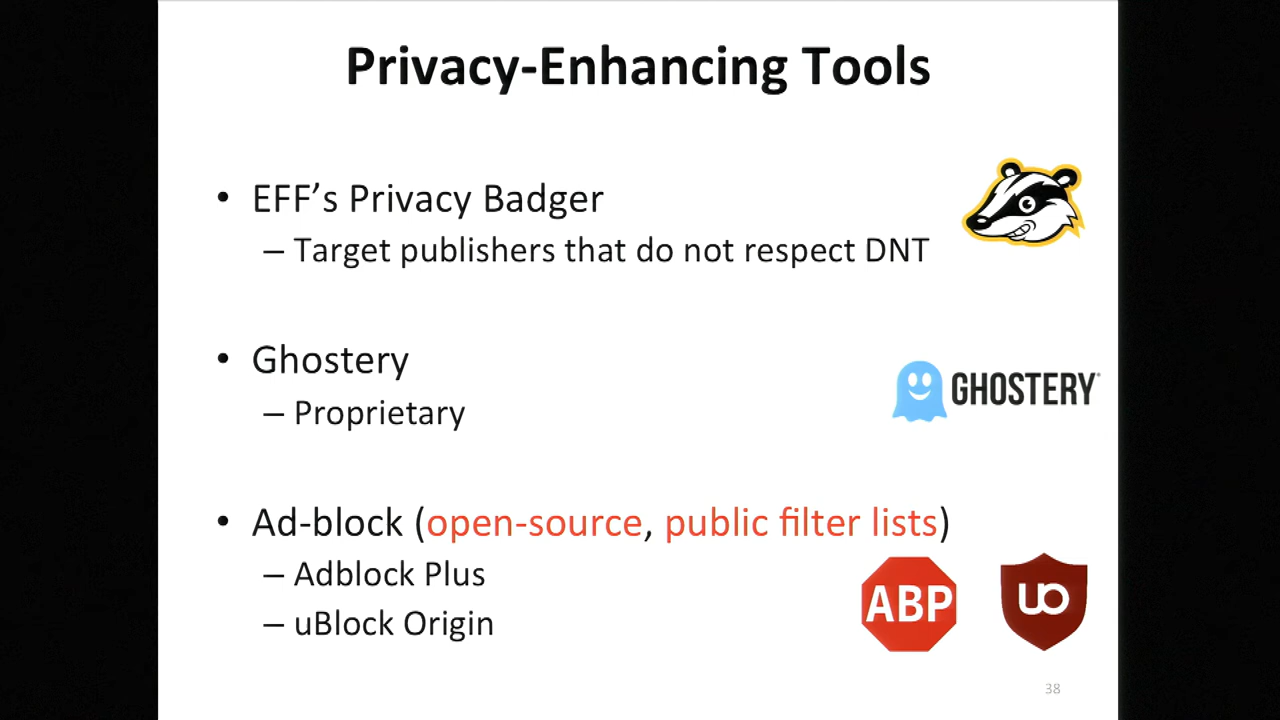 Privacy-Enhancing Tools
• EFF’s Privacy Badger
– Target publishers that do not respect DNT
• Ghostery
– Proprietary
GHOSTERY
• Ad-block (open-source, public filter lists)
– Adblock Plus
– uBlock Origin
ABP
uo
38